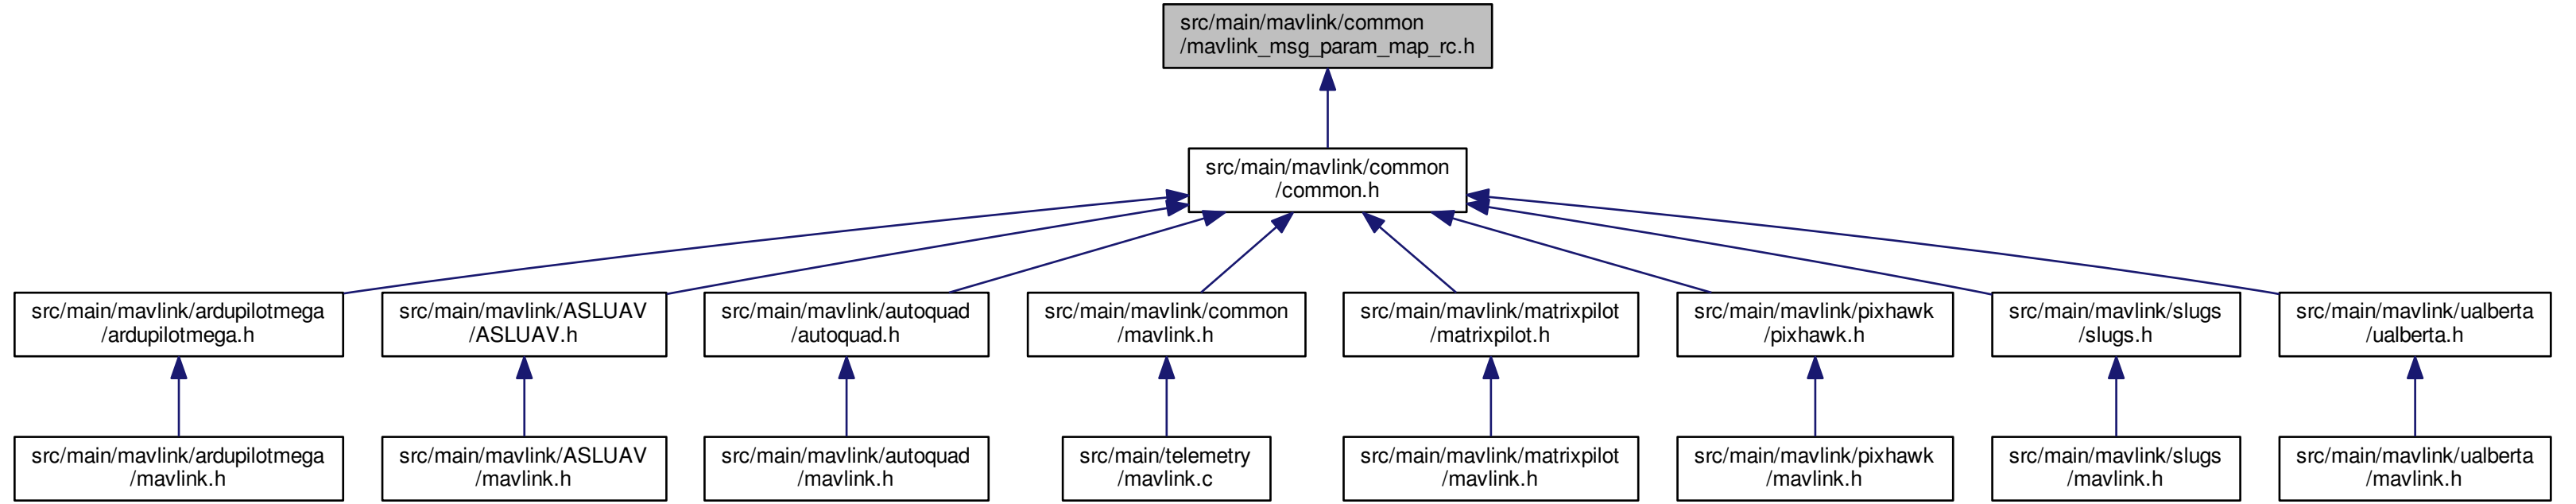 src/main/mavlink/common
/mavlink_msg_param_map_rc.h
src/main/mavlink/common
/common.h
src/main/mavlink/ardupilotmega
/ardupilotmega.h
src/main/mavlink/ASLUAV
/ASLUAV.h
src/main/mavlink/autoquad
/autoquad.h
src/main/mavlink/common
/mavlink.h
src/main/mavlink/matrixpilot
/matrixpilot.h
src/main/mavlink/pixhawk
/pixhawk.h
src/main/mavlink/slugs
/slugs.h
src/main/mavlink/ualberta
/ualberta.h
src/main/mavlink/ardupilotmega
/mavlink.h
src/main/mavlink/ASLUAV
/mavlink.h
src/main/mavlink/autoquad
/mavlink.h
src/main/telemetry
/mavlink.c
src/main/mavlink/matrixpilot
/mavlink.h
src/main/mavlink/pixhawk
/mavlink.h
src/main/mavlink/slugs
/mavlink.h
src/main/mavlink/ualberta
/mavlink.h